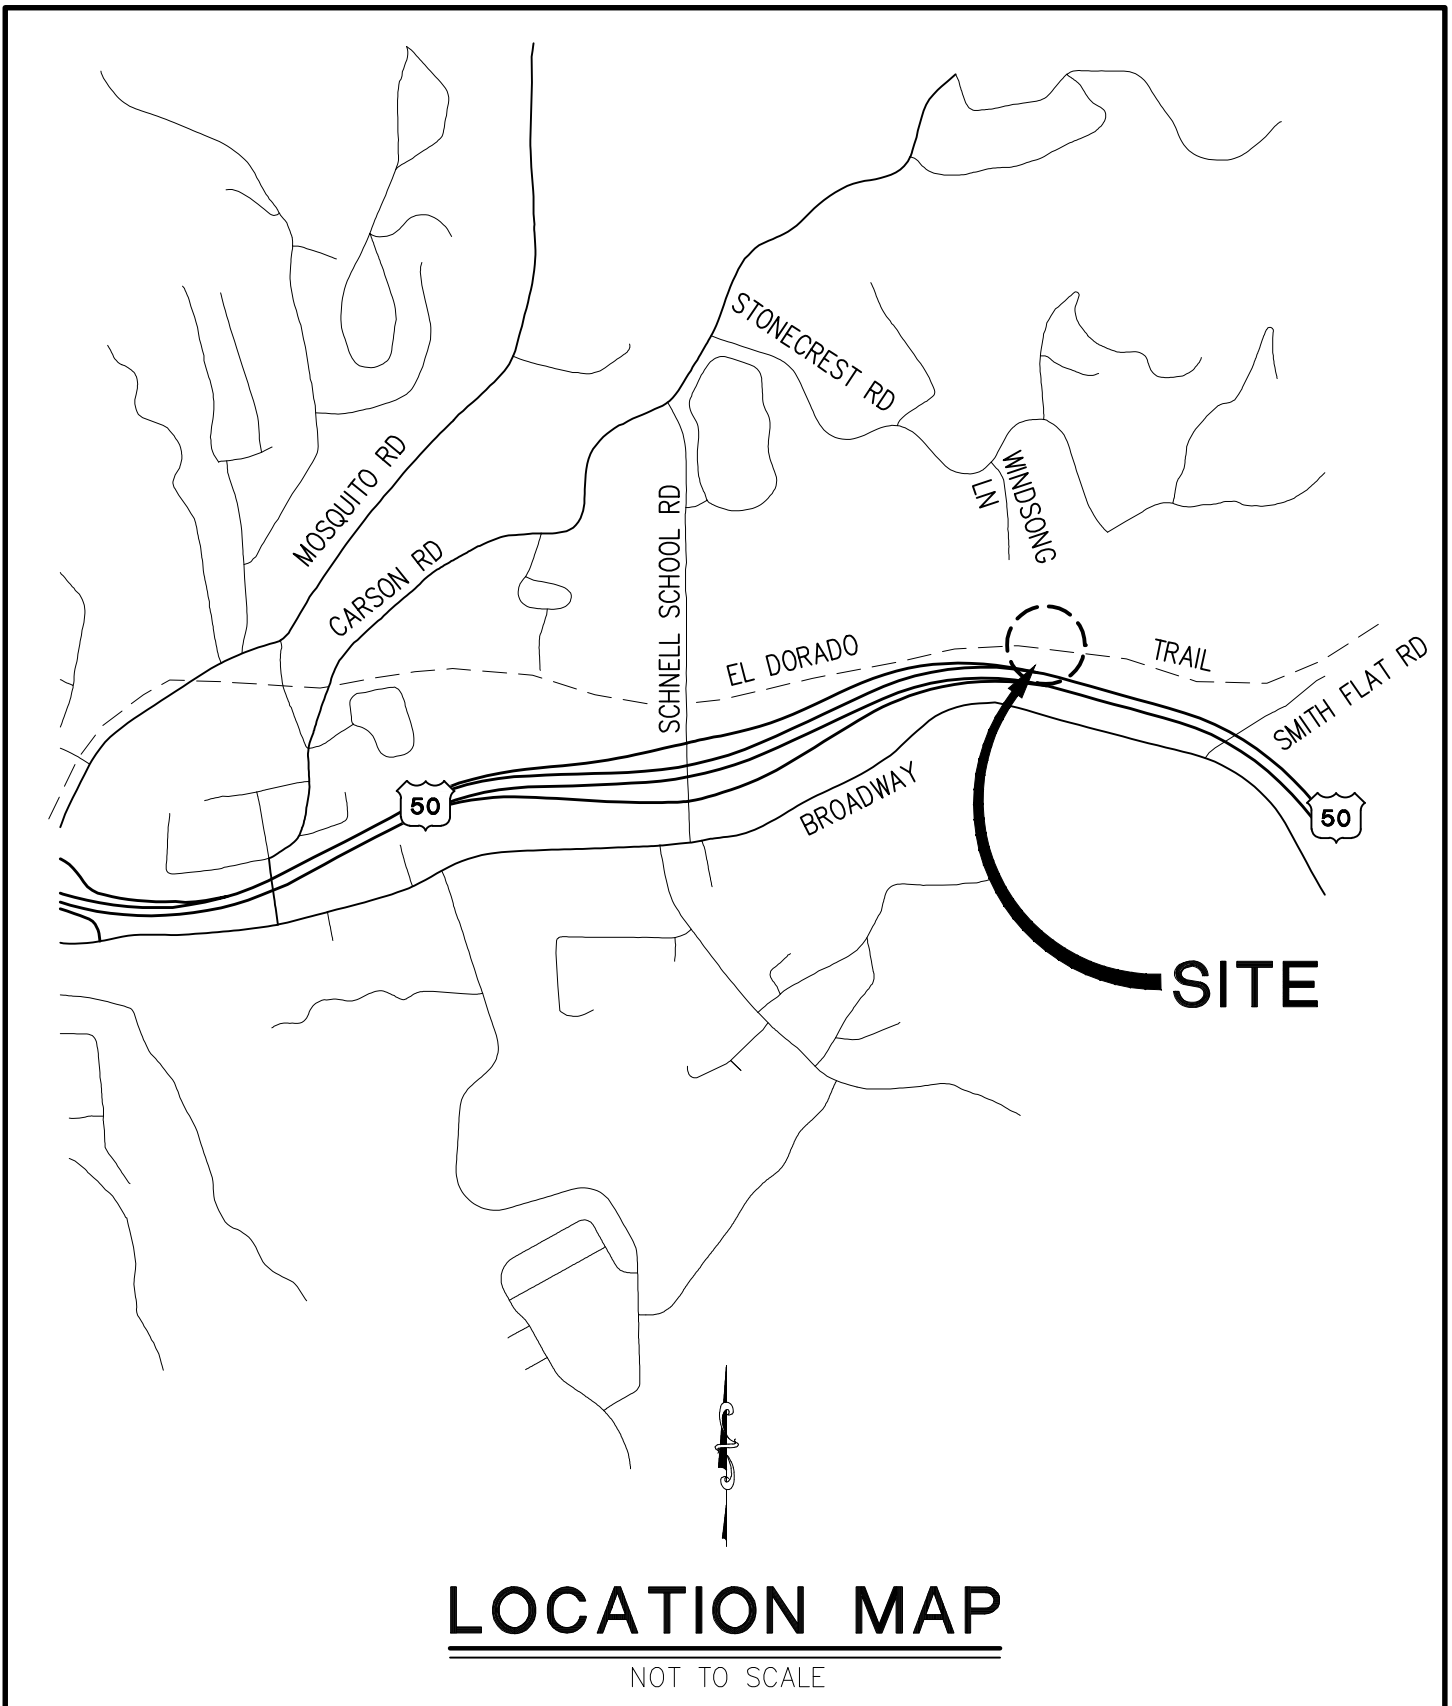 STONECREST RD
MOSQUITO RD
CARSON RD
SCHNELL SCHOOL RD
WINDSONG
LN
EL DORADO
TRAIL
SMITH FLAT RD
50
BROADWAY
50
SITE
LOCATION MAP
NOT TO SCALE